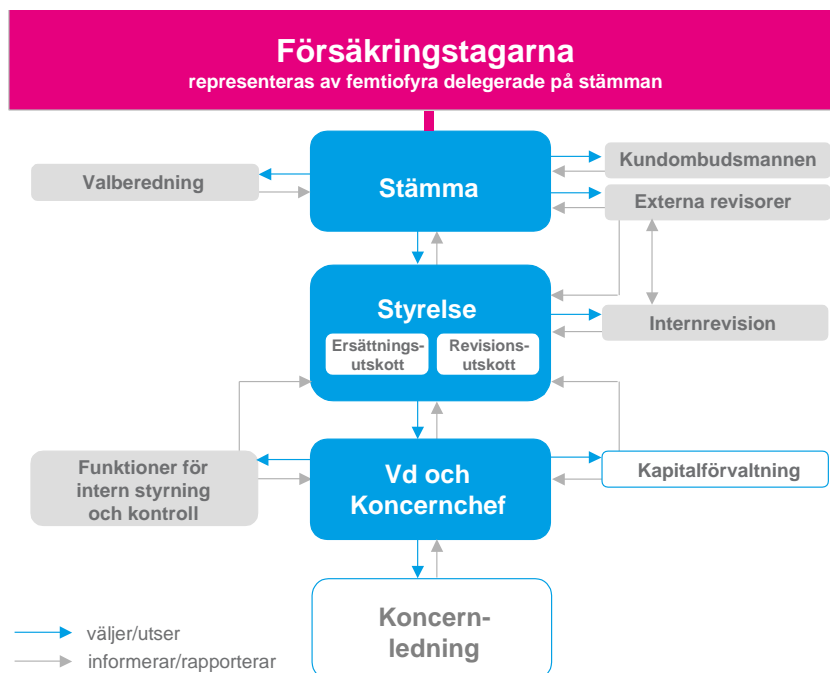 Försäkringstagarna
representeras av femtiofyra delegerade på stämman
Valberedning
Stämma
Kundombudsmannen
Externa revisorer
Styrelse
Ersättnings-
utskott
Revisions-
utskott
Internrevision
Funktioner för
intern styrning
och kontroll
Vd och
Koncernchef
Kapitalförvaltning
Koncern-
ledning
väljer/utser
informerar/rapporterar